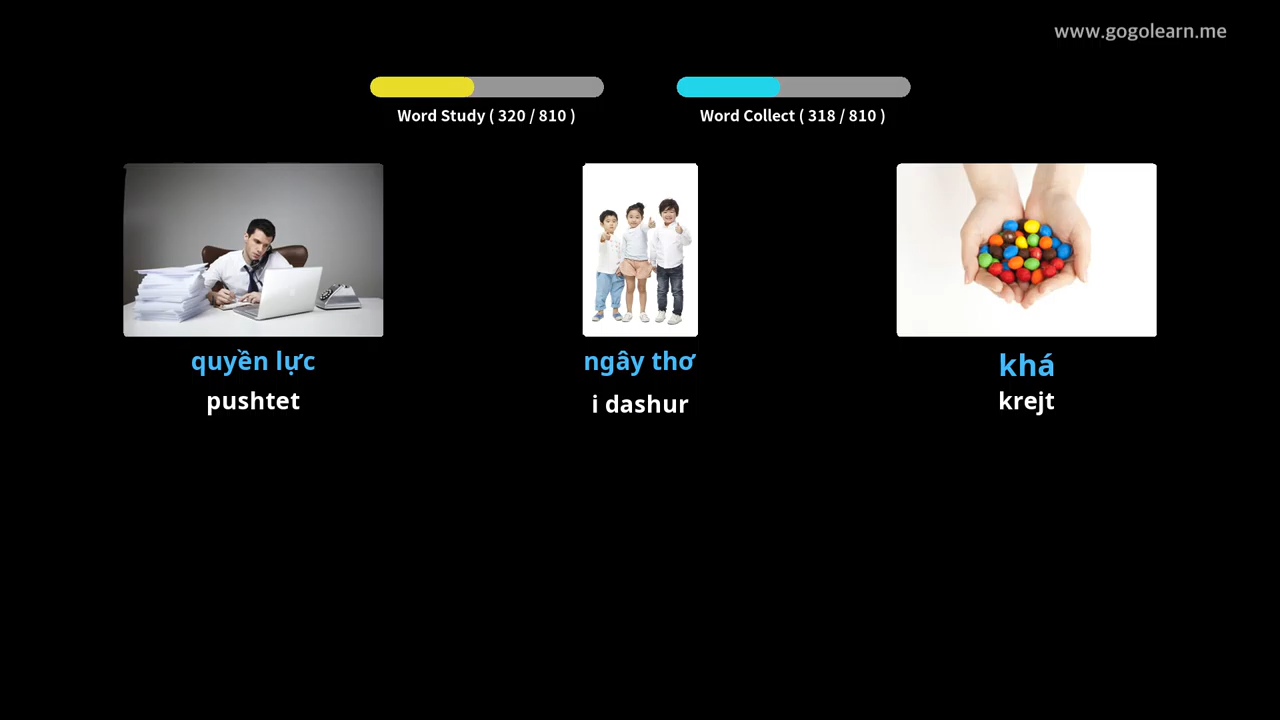 www.gogolearn.me
Word Study ( 320 / 810 )
Word Collect ( 318 / 810 )
quyền lực
pushtet
ngây thơ
i dashur
khá
krejt